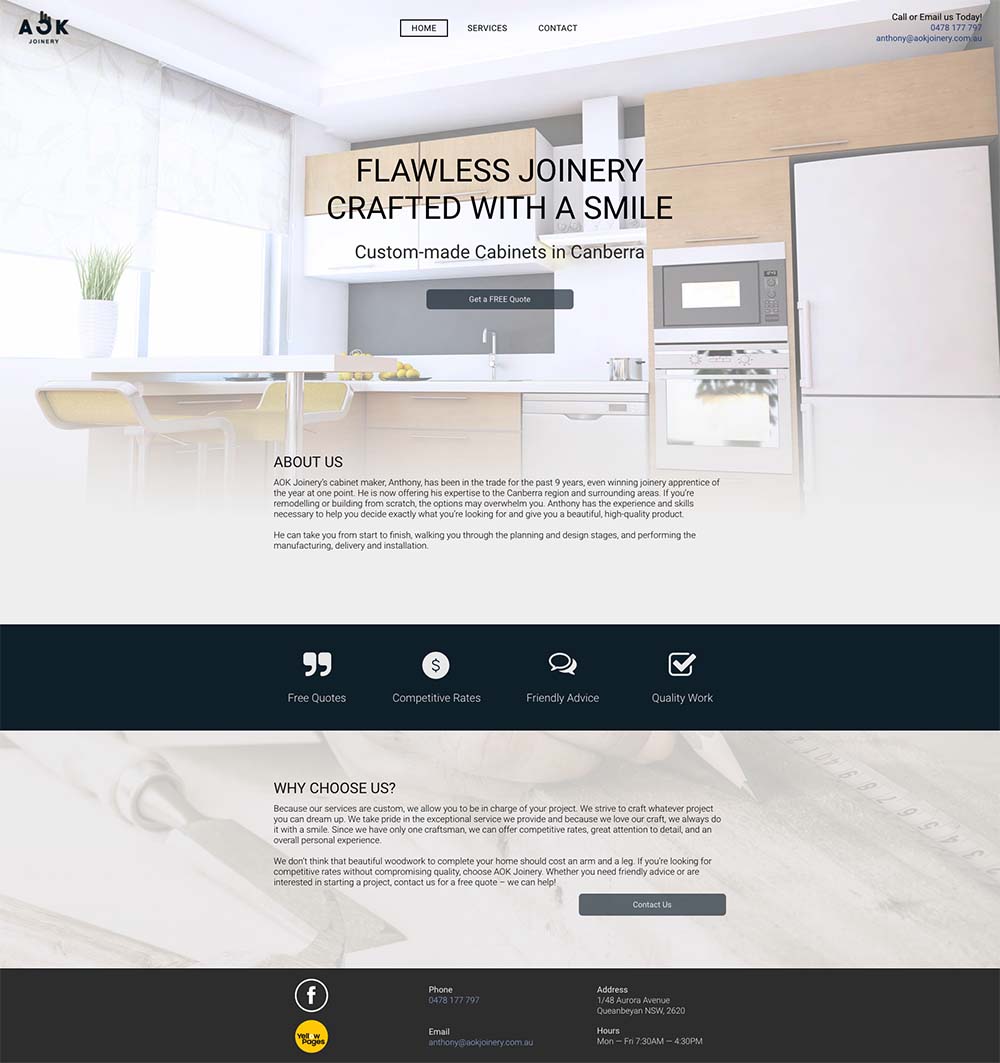 AOK
JOINERY
HOME
SERVICES
CONTACT
Call or Email us Today!
0478 177 797
anthony@aokjoinery.com.au
FLAWLESS JOINERY
CRAFTED WITH A SMILE
Custom-made Cabinets in Canberra
Get a FREE Quote
ABOUT US
AOK Joinery's cabinet maker, Anthony, has been in the trade for the past 9 years, even winning joinery apprentice of
the year at one point. He is now offering his expertise to the Canberra region and surrounding areas. If you're
remodelling or building from scratch, the options may overwhelm you. Anthony has the experience and skills
necessary to help you decide exactly what you're looking for and give you a beautiful, high-quality product.
He can take you from start to finish, walking you through the planning and design stages, and performing the
manufacturing, delivery and installation.
Free Quotes
Competitive Rates
Friendly Advice
Quality Work
WHY CHOOSE US?
Because our services are custom, we allow you to be in charge of your project. We strive to craft whatever project
you can dream up. We take pride in the exceptional service we provide and because we love our craft, we always do
it with a smile. Since we have only one craftsman, we can offer competitive rates, great attention to detail, and an
overall personal experience.
We don't think that beautiful woodwork to complete your home should cost an arm and a leg. If you're looking for
competitive rates without compromising quality, choose AOK Joinery. Whether you need friendly advice or are
interested in starting a project, contact us for a free quote – we can help!
Contact Us
Yellow
Pages
Phone
0478 177 797
Email
anthony@aokjoinery.com.au
Address
1/48 Aurora Avenue
Queanbeyan NSW, 2620
Hours
Mon — Fri 7:30AM — 4:30PM